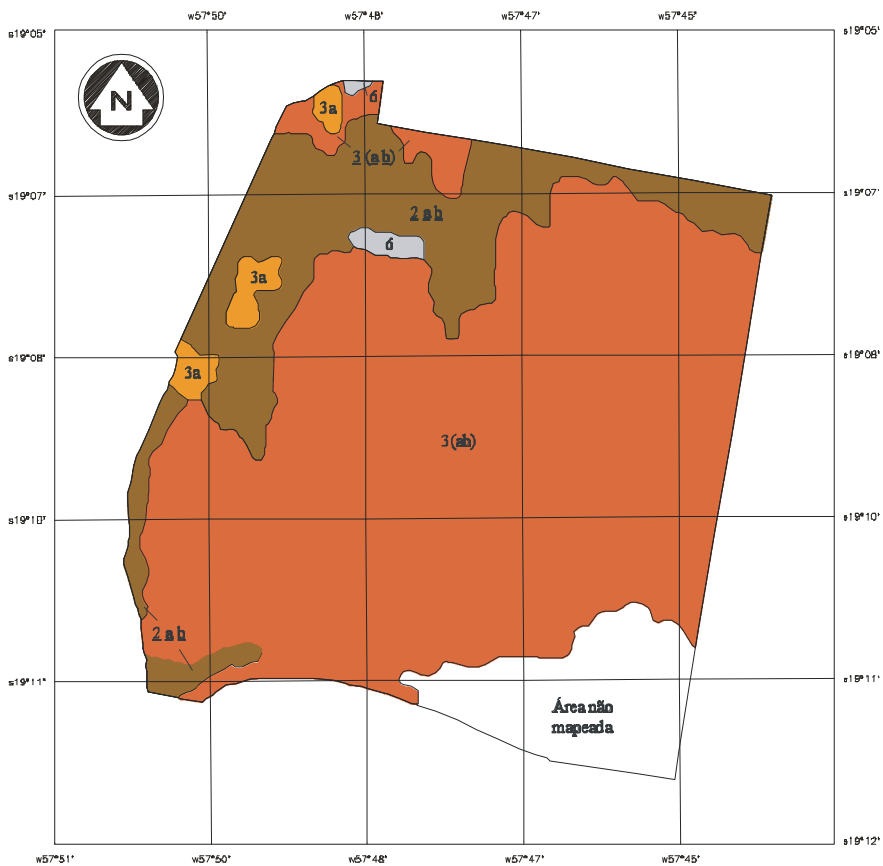 w57°50' w57°48' w57°47' w57°45'
s19°05' s19°05'
N
3a 6
3(ab)
s19°07' s19°07'
2ab
6
3a
s19°08' s19°08'
3a
3(ab)
s19°10' s19°10'
2ab
s19°11' s19°11'
Área não
mapeada
s19°12'
w57°51' w57°50' w57°48' w57°47' w57°45'